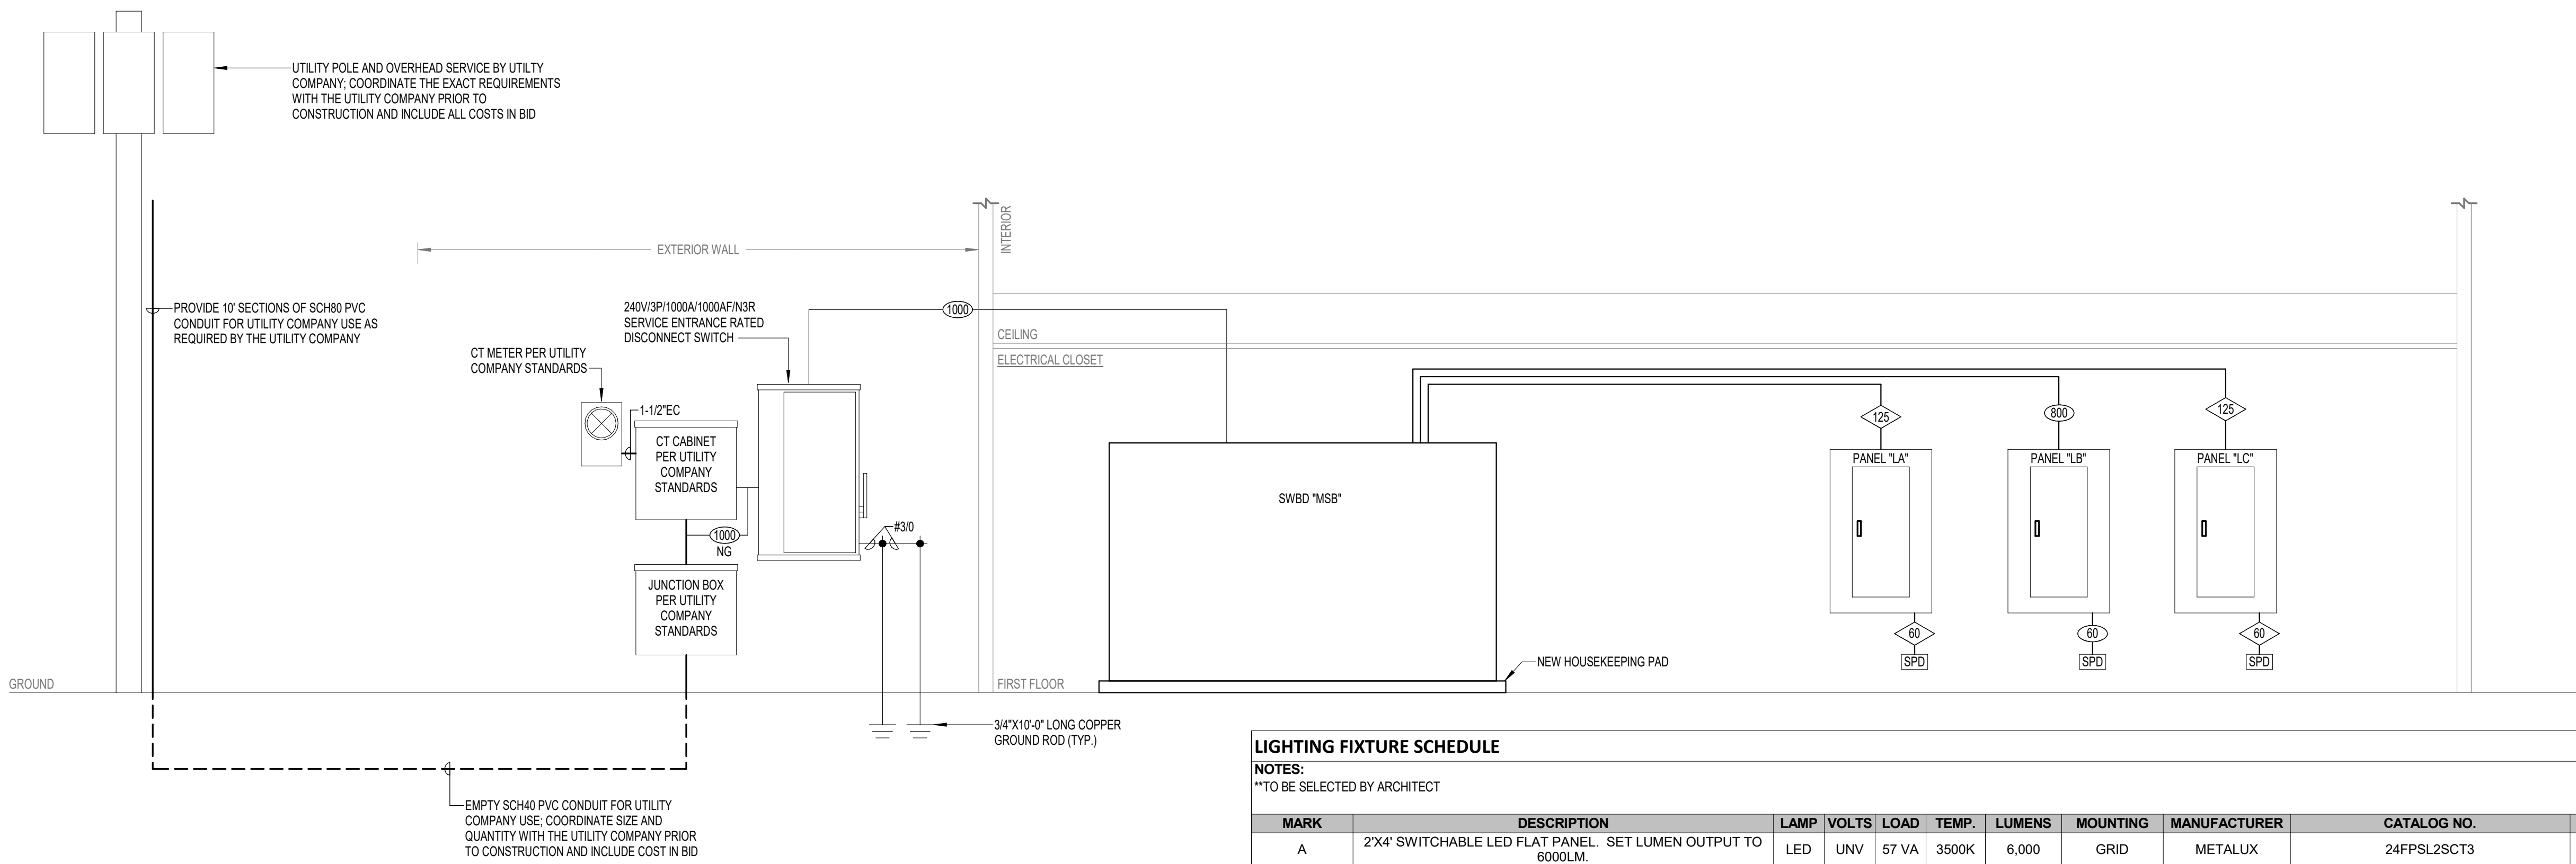 UTILITY POLE AND OVERHEAD SERVICE BY UTILTY
COMPANY; COORDINATE THE EXACT REQUIREMENTS
WITH THE UTILITY COMPANY PRIOR TO
CONSTRUCTION AND INCLUDE ALL COSTS IN BID
EXTERIOR WALL
INTERIOR
PROVIDE 10' SECTIONS OF SCH80 PVC
CONDUIT FOR UTILITY COMPANY USE AS
REQUIRED BY THE UTILITY COMPANY
240V/3P/1000A/1000AF/N3R
SERVICE ENTRANCE RATED
DISCONNECT SWITCH
1000
CEILING
ELECTRICAL CLOSET
CT METER PER UTILITY
COMPANY STANDARDS
1-1/2"EC
CT CABINET
PER UTILITY
COMPANY
STANDARDS
1000
NG
#3/0
JUNCTION BOX
PER UTILITY
COMPANY
STANDARDS
SWBD "MSB"
125
800
125
PANEL "LA"
PANEL "LB"
PANEL "LC"
60
60
60
SPD
SPD
SPD
NEW HOUSEKEEPING PAD
GROUND
FIRST FLOOR
3/4"X10'-0" LONG COPPER
GROUND ROD (TYP.)
EMPTY SCH40 PVC CONDUIT FOR UTILITY
COMPANY USE; COORDINATE SIZE AND
QUANTITY WITH THE UTILITY COMPANY PRIOR
TO CONSTRUCTION AND INCLUDE COST IN BID
LIGHTING FIXTURE SCHEDULE
NOTES:
**TO BE SELECTED BY ARCHITECT
MARK DESCRIPTION LAMP VOLTS LOAD TEMP. LUMENS MOUNTING MANUFACTURER CATALOG NO.
A 2'X4' SWITCHABLE LED FLAT PANEL. SET LUMEN OUTPUT TO 6000LM. LED UNV 57 VA 3500K 6,000 GRID METALUX 24FPSL2SCT3